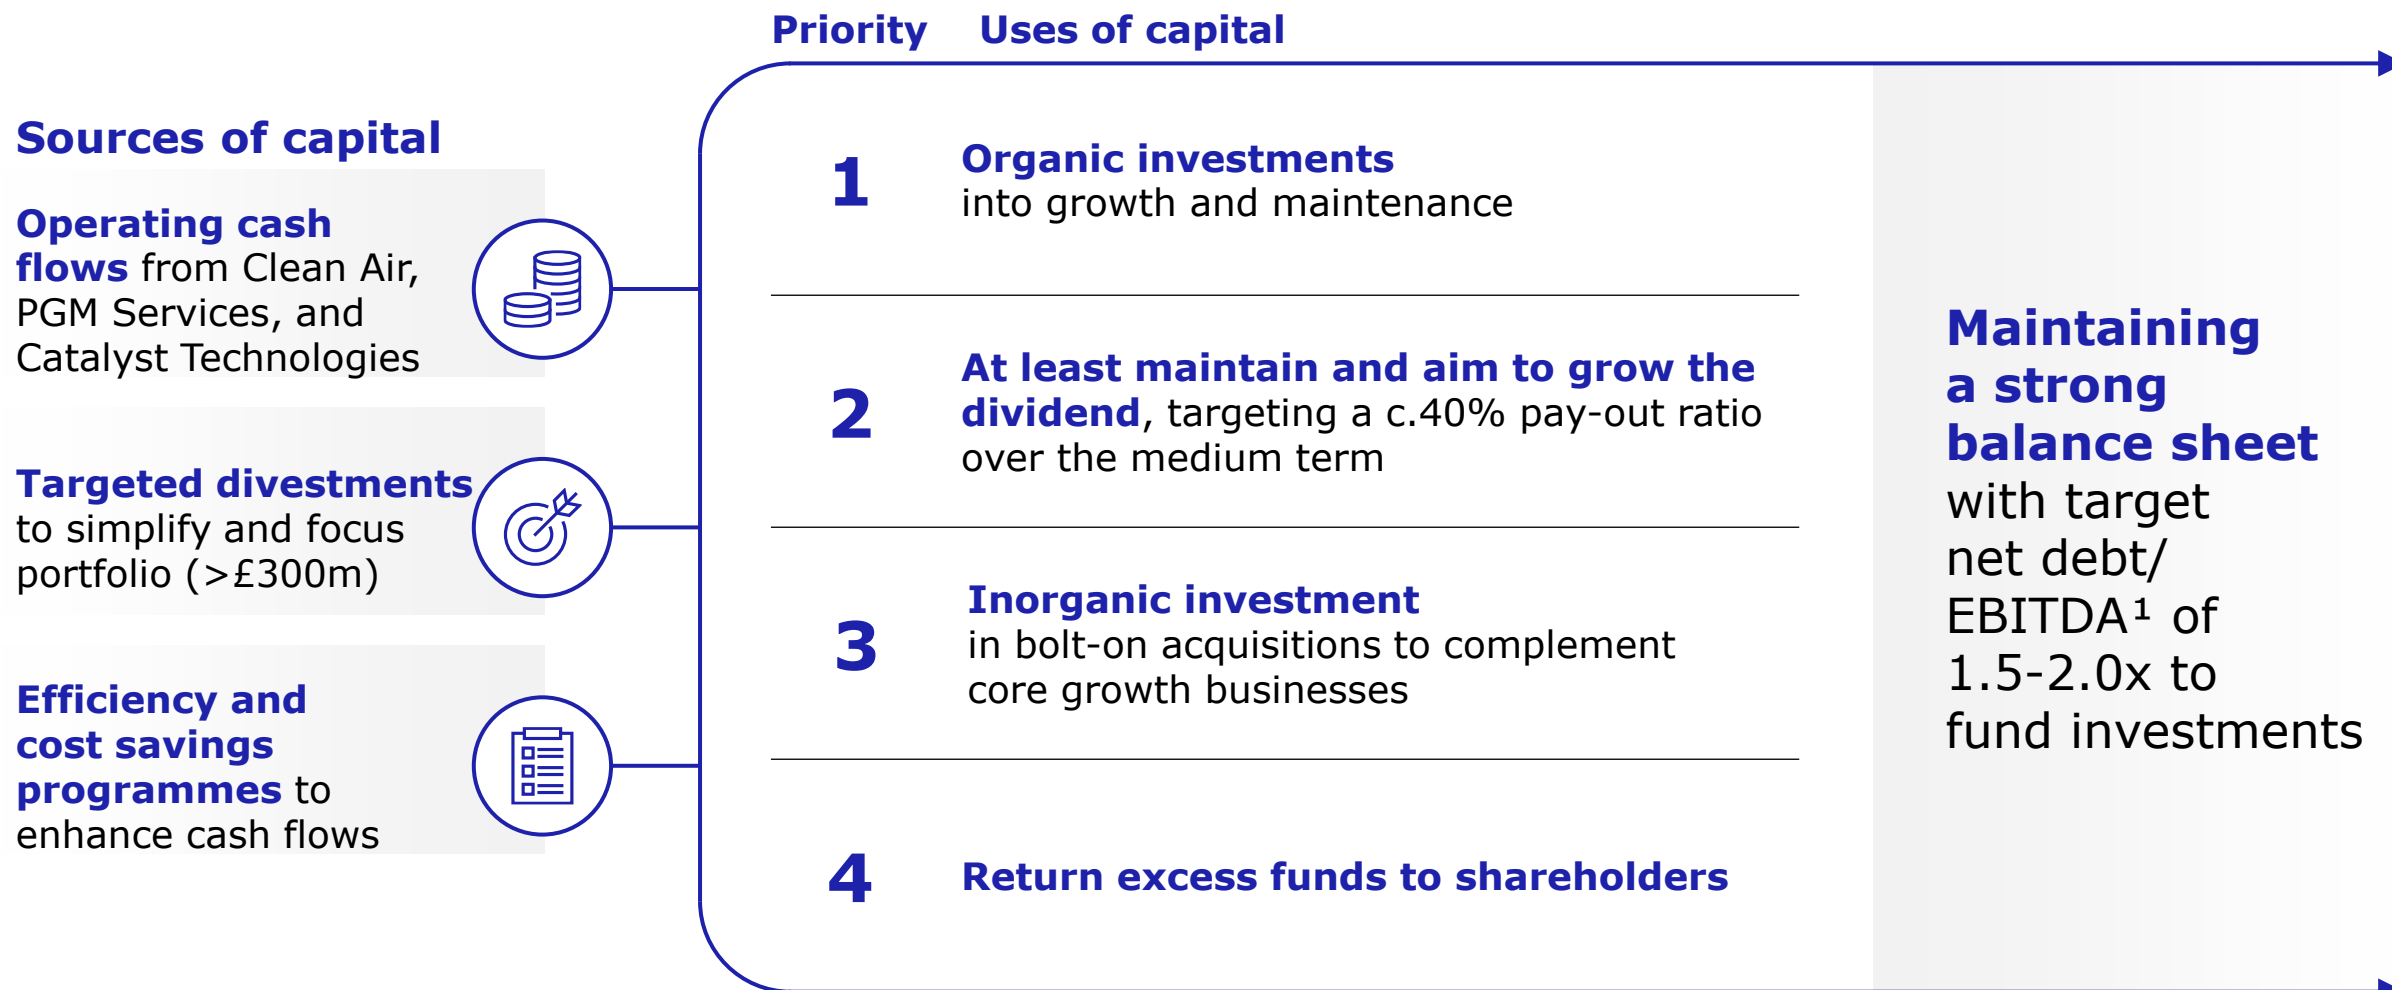 Priority Uses of capital
Sources of capital
Operating cash
flows from Clean Air,
PGM Services, and
Catalyst Technologies
Targeted divestments
to simplify and focus
portfolio (>£300m)
Efficiency and
cost savings
programmes to
enhance cash flows
1
Organic investments
into growth and maintenance
2
At least maintain and aim to grow the
dividend, targeting a c.40% pay-out ratio
over the medium term
3
Inorganic investment
in bolt-on acquisitions to complement
core growth businesses
4
Return excess funds to shareholders
Maintaining
a strong
balance sheet
with target
net debt/
EBITDA¹ of
1.5-2.0x to
fund investments